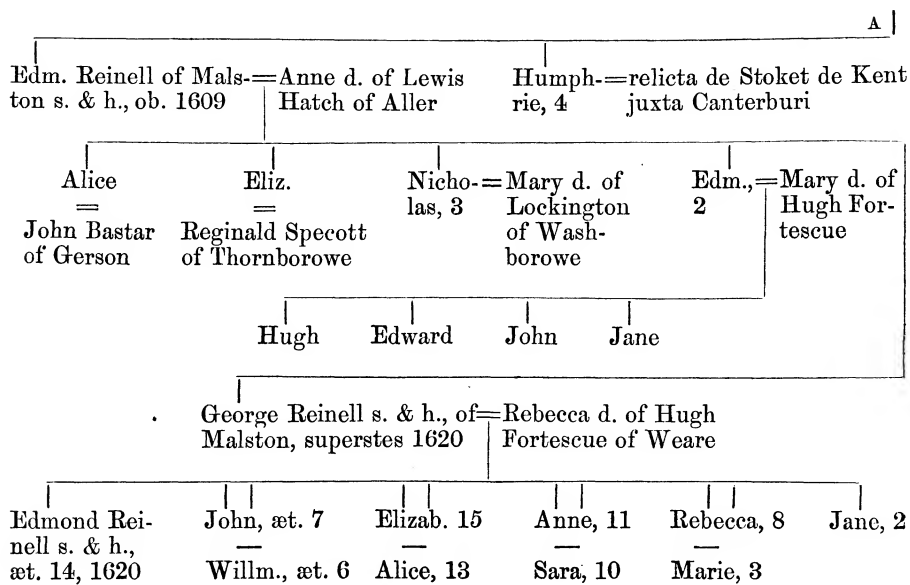 A
Edm. Reinell of Mals-=Anne d. of Lewis Humph-=relicta de Stoket de Kent
ton s. & h., ob. 1609 Hatch of Aller rie, 4 juxta Canterburi
Alice Eliz. Nicho-=Mary d. of Edm.,=Mary d. of
= = las, 3 Lockington 2 Hugh For-
John Bastar Reginald Specott of Wash- tescue
of Gerson of Thornborowe borowe
Hugh Edward John Jane
George Reinell s. & h., of=Rebecca d. of Hugh
Malston, superstes 1620 Fortescue of Weare
Edmond Rei- John, æt. 7 Elizab. 15 Anne, 11 Rebecca, 8 Jane, 2
nell s. & h., — — — —
æt. 14, 1620 Willm., æt. 6 Alice, 13 Sara, 10 Marie, 3